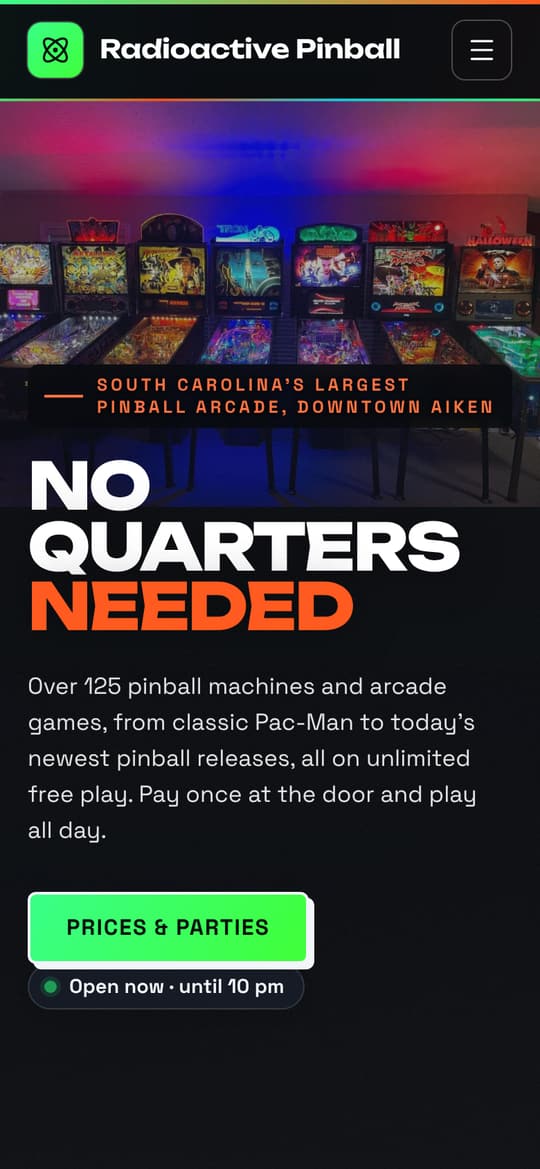 Radioactive Pinball
TRON
HALLOWEEN
SOUTH CAROLINA'S LARGEST
PINBALL ARCADE, DOWNTOWN AIKEN
NO
QUARTERS
NEEDED
Over 125 pinball machines and arcade
games, from classic Pac-Man to today's
newest pinball releases, all on unlimited
free play. Pay once at the door and play
all day.
PRICES & PARTIES
Open now · until 10 pm